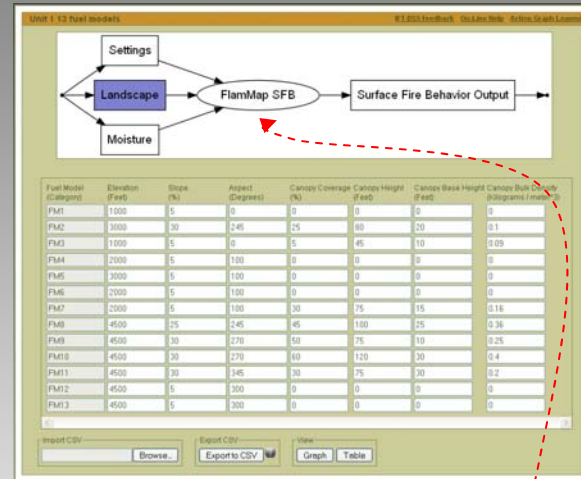 Unit 1 13 fuel models
IFT-DSS Feedback On-Line Help Action Graph Legend
Settings
Landscape
FlamMap SFB
Surface Fire Behavior Output
Moisture
Fuel Model Elevation Slope Aspect Canopy Coverage Canopy Height Canopy Base Height Canopy Bulk Density
(Category) (Feet) (%) (Degrees) (%) (Feet) (Feet) (Kilograms / meter^3)
FM1 1000 5 0 0 0 0 0
FM2 3000 30 245 25 60 20 0.1
FM3 1000 5 0 5 45 10 0.09
FM4 2000 5 100 0 0 0 0
FM5 3000 5 100 0 0 0 0
FM6 2000 5 100 0 0 0 0
FM7 2000 5 100 30 75 15 0.16
FM8 4500 25 245 45 100 25 0.36
FM9 4500 30 270 50 75 10 0.25
FM10 4500 30 270 60 120 30 0.4
FM11 4500 30 345 30 75 30 0.2
FM12 4500 5 300 0 0 0 0
FM13 4500 5 300 0 0 0 0
Import CSV Export CSV View
Browse... Export to CSV Graph Table